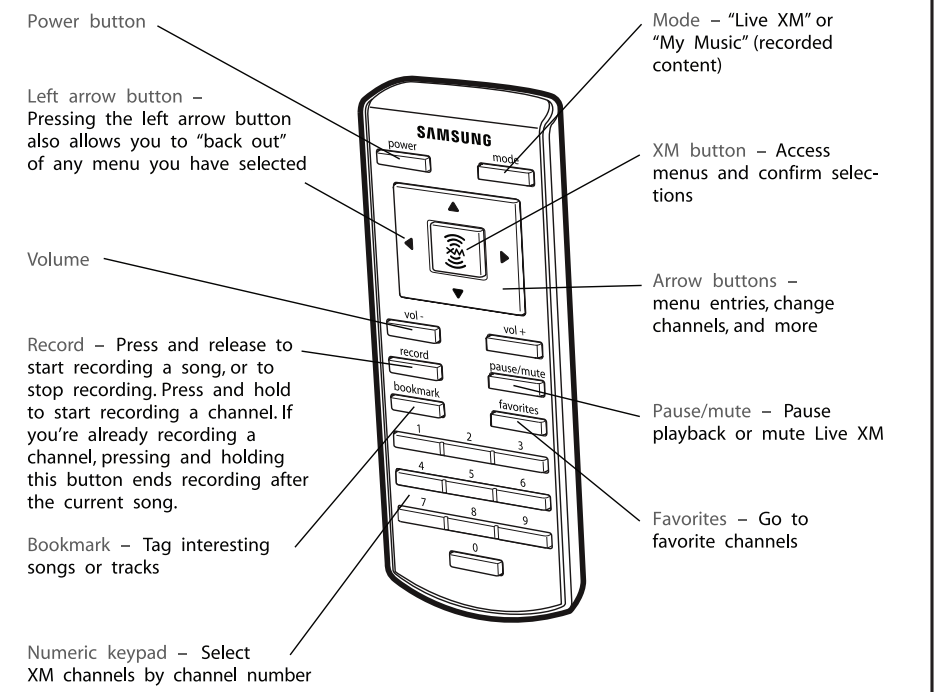 Power button
Left arrow button –
Pressing the left arrow button
also allows you to “back out”
of any menu you have selected
Volume
Record – Press and release to
start recording a song, or to
stop recording. Press and hold
to start recording a channel. If
you’re already recording a
channel, pressing and holding
this button ends recording after
the current song.
Bookmark – Tag interesting
songs or tracks
Numeric keypad – Select
XM channels by channel number
SAMSUNG
power
mode
XM
vol -
vol +
record
pause/mute
bookmark
favorites
1
2
3
4
5
6
7
8
9
0
Mode – “Live XM” or
“My Music” (recorded
content)
XM button – Access
menus and confirm selec-
tions
Arrow buttons –
menu entries, change
channels, and more
Pause/mute – Pause
playback or mute Live XM
Favorites – Go to
favorite channels